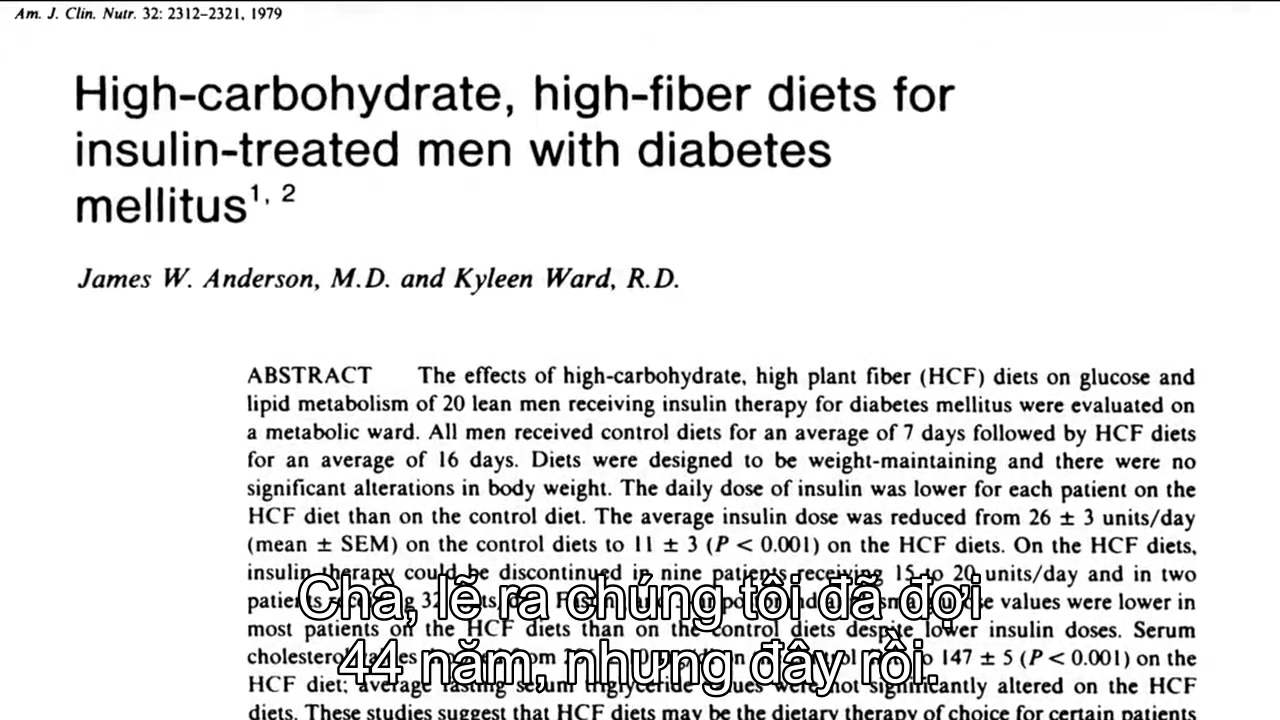 Am. J. Clin. Nutr. 32: 2312–2321, 1979
High-carbohydrate, high-fiber diets for
insulin-treated men with diabetes
mellitus1, 2
James W. Anderson, M.D. and Kyleen Ward, R.D.
ABSTRACT The effects of high-carbohydrate, high plant fiber (HCF) diets on glucose and
lipid metabolism of 20 lean men receiving insulin therapy for diabetes mellitus were evaluated on
a metabolic ward. All men received control diets for an average of 7 days followed by HCF diets
for an average of 16 days. Diets were designed to be weight-maintaining and there were no
significant alterations in body weight. The daily dose of insulin was lower for each patient on the
HCF diet than on the control diet. The average insulin dose was reduced from 26 ± 3 units/day
(mean ± SEM) on the control diets to 11 ± 3 (P < 0.001) on the HCF diets. On the HCF diets,
insulin therapy could be discontinued in nine patients receiving 15 to 20 units/day and in two
patients 32 values were lower in
most patients on the HCF diets than on the control diets despite lower insulin doses. Serum
cholesterol 147 ± 5 (P < 0.001) on the
HCF diet; average fasting serum triglyceride values were not significantly altered on the HCF
diets. These studies suggest that HCF diets may be the dietary therapy of choice for certain patients
Chà, lẽ ra chúng tôi đã đợi
44 năm, nhưng đây rồi.